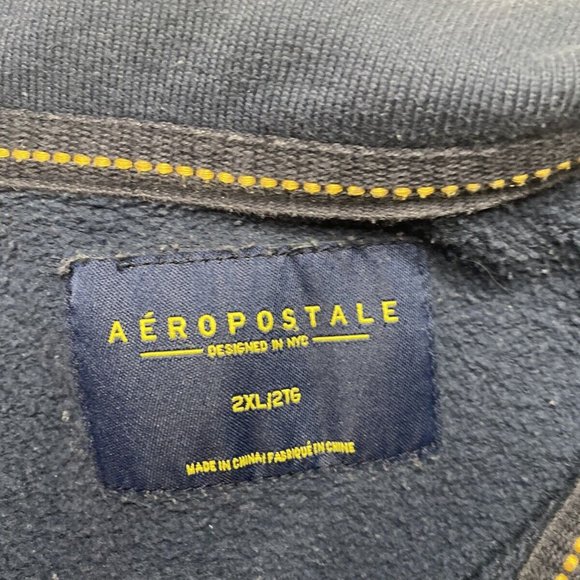 AÉROPOSTALE
DESIGNED IN NYC
2XL/2TG
MADE IN CHINA/FABRIQUÉ EN CHINE